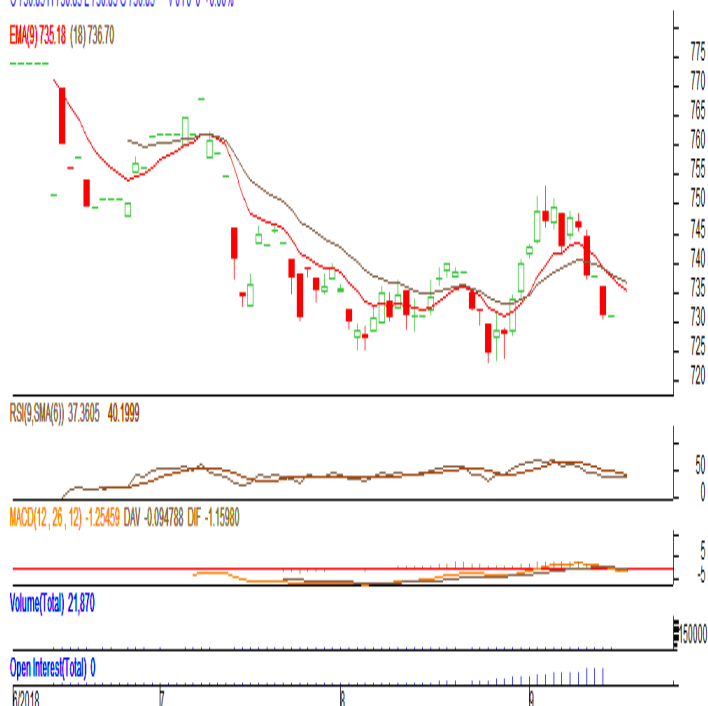 EMA(9) 735.18 (18) 736.70
775
770
765
760
755
750
745
740
735
730
725
720
RSI(9,SMA(6)) 37.3605 40.1999
50
0
MACD(12 , 26 , 12) -1.25459 DAV -0.094788 DIF -1.15980
5
-5
Volume(Total) 21,870
150000
Open Interest(Total) 0
6/2018 7 8 9